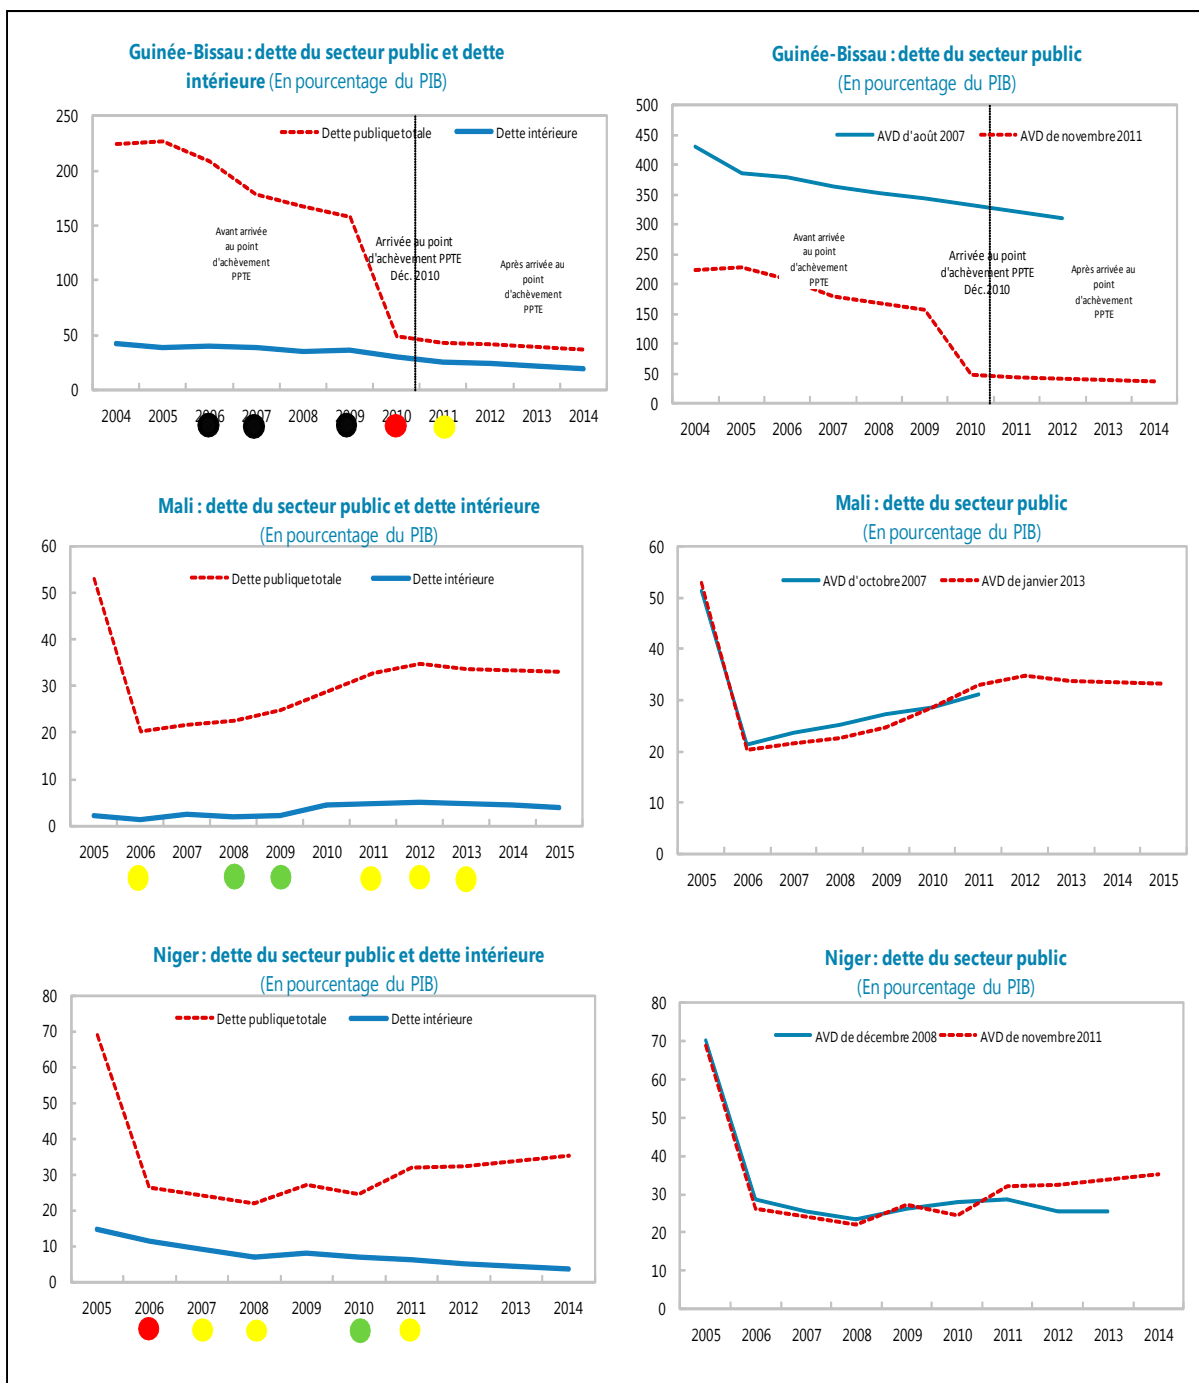 Guinée-Bissau : dette du secteur public et dette
intérieure (En pourcentage du PIB)
250
200
150
100
50
0
Dette publique totale
Dette intérieure
Avant arrivée
au point
d'achèvement
PPTE
Arrivée au point
d'achèvement PPTE
Déc. 2010
Après arrivée au
point
d'achèvement
PPTE
2004 2005 2006 2007 2008 2009 2010 2011 2012 2013 2014
Guinée-Bissau : dette du secteur public
(En pourcentage du PIB)
500
450
400
350
300
250
200
150
100
50
0
AVD d'août 2007
AVD de novembre 2011
Avant arrivée
au point
d'achèvement
PPTE
Arrivée au point
d'achèvement PPTE
Déc. 2010
Après arrivée au
point
d'achèvement
PPTE
2004 2005 2006 2007 2008 2009 2010 2011 2012 2013 2014
Mali : dette du secteur public et dette intérieure
(En pourcentage du PIB)
60
50
40
30
20
10
0
Dette publique totale
Dette intérieure
2005 2006 2007 2008 2009 2010 2011 2012 2013 2014 2015
Mali : dette du secteur public
(En pourcentage du PIB)
60
50
40
30
20
10
0
AVD d'octobre 2007
AVD de janvier 2013
2005 2006 2007 2008 2009 2010 2011 2012 2013 2014 2015
Niger : dette du secteur public et dette intérieure
(En pourcentage du PIB)
80
70
60
50
40
30
20
10
0
Dette publique totale
Dette intérieure
2005 2006 2007 2008 2009 2010 2011 2012 2013 2014
Niger : dette du secteur public
(En pourcentage du PIB)
80
70
60
50
40
30
20
10
0
AVD de décembre 2008
AVD de novembre 2011
2005 2006 2007 2008 2009 2010 2011 2012 2013 2014